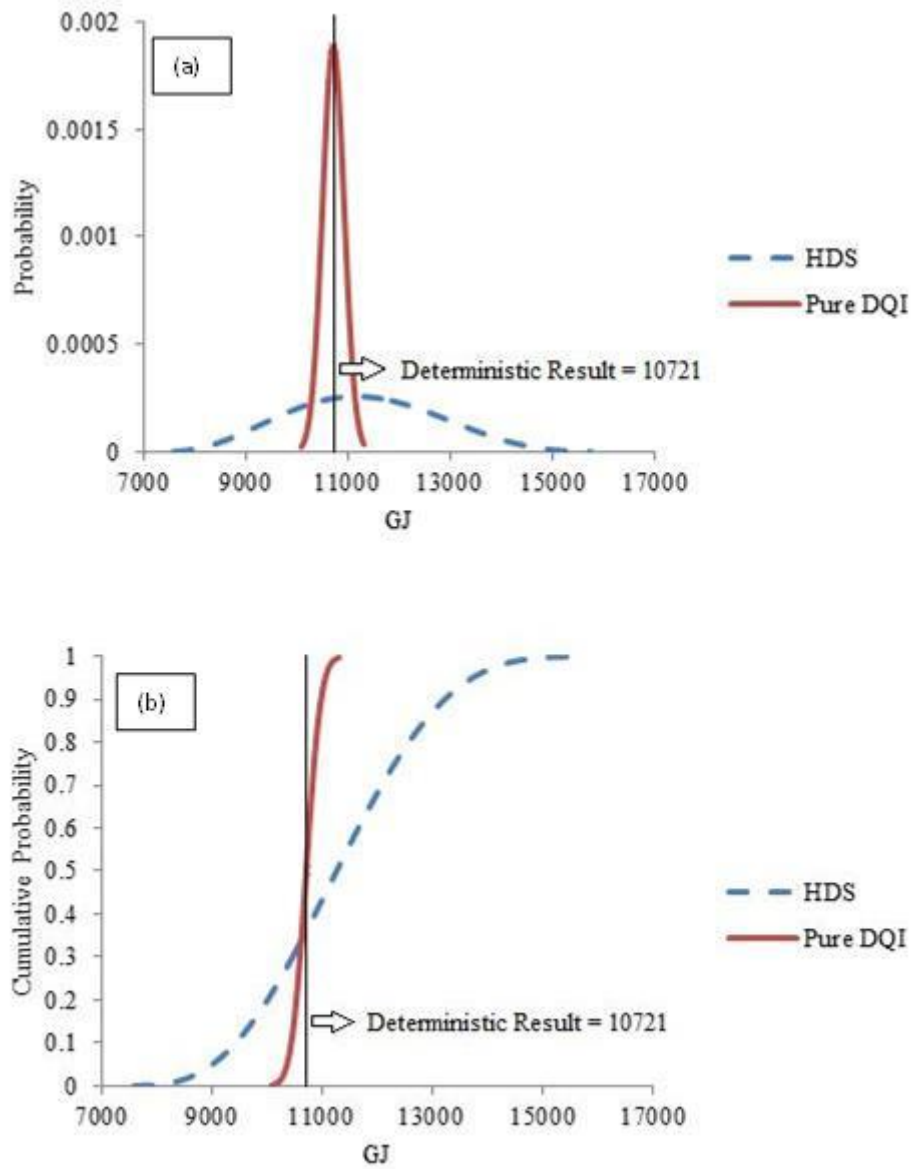 0.002
(a)
0.0015
0.001
0.0005
0
Probability
7000 9000 11000 13000 15000 17000
GJ
HDS
Pure DQI
Deterministic Result = 10721
1
(b)
0.9
0.8
0.7
0.6
0.5
0.4
0.3
0.2
0.1
0
Cumulative Probability
7000 9000 11000 13000 15000 17000
GJ
HDS
Pure DQI
Deterministic Result = 10721